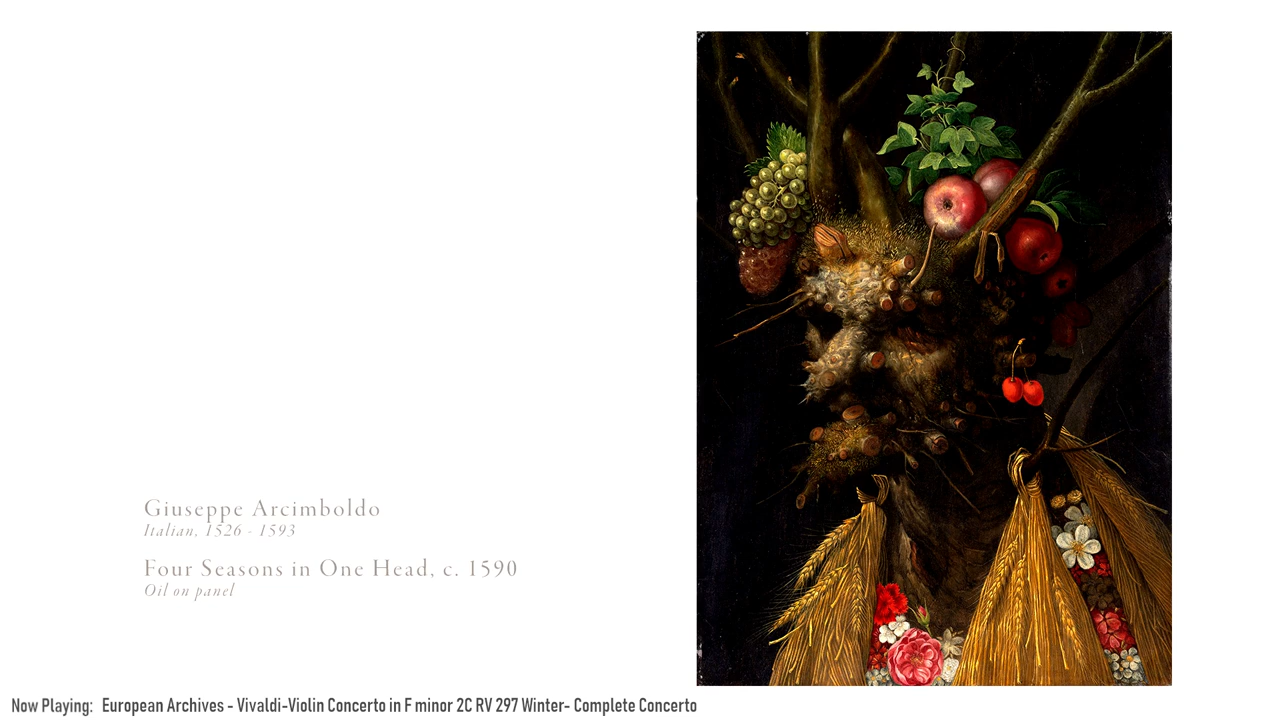 Giuseppe Arcimboldo
Italian, 1526 - 1593
Four Seasons in One Head, c. 1590
Oil on panel
Now Playing: European Archives - Vivaldi-Violin Concerto in F minor 2C RV 297 Winter- Complete Concerto